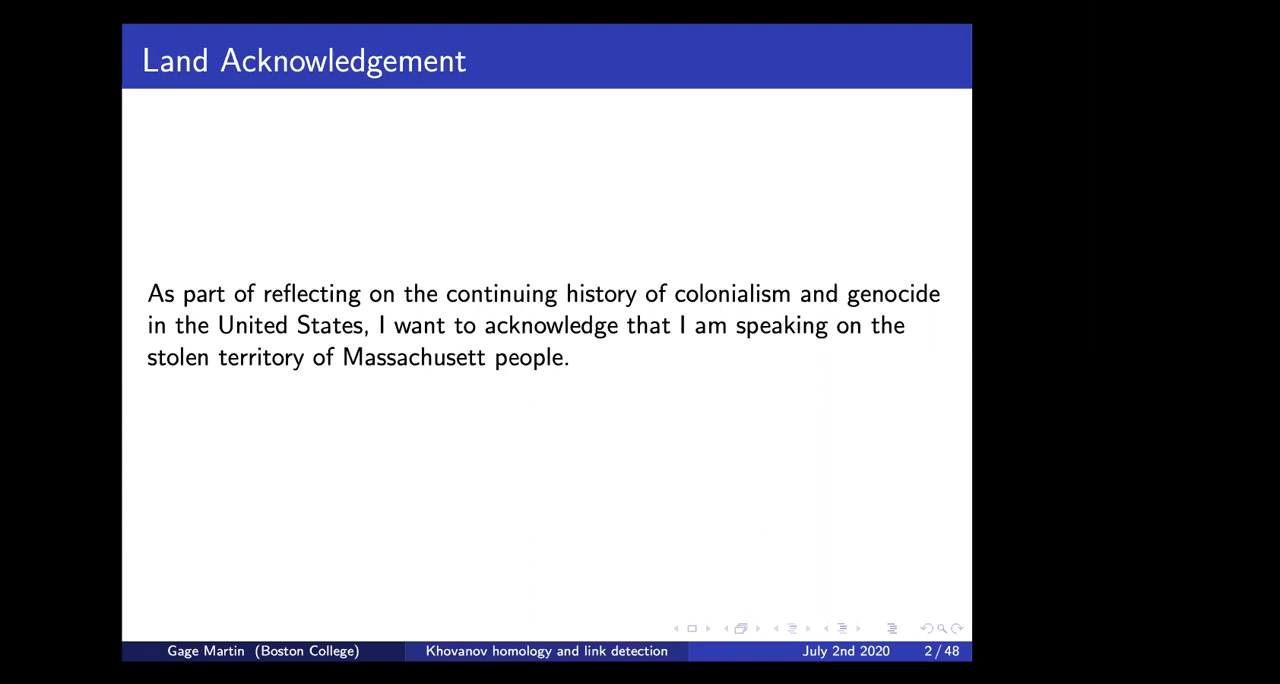 Land Acknowledgement
As part of reflecting on the continuing history of colonialism and genocide
in the United States, I want to acknowledge that I am speaking on the
stolen territory of Massachusett people.
Gage Martin (Boston College) Khovanov homology and link detection July 2nd 2020 2 / 48